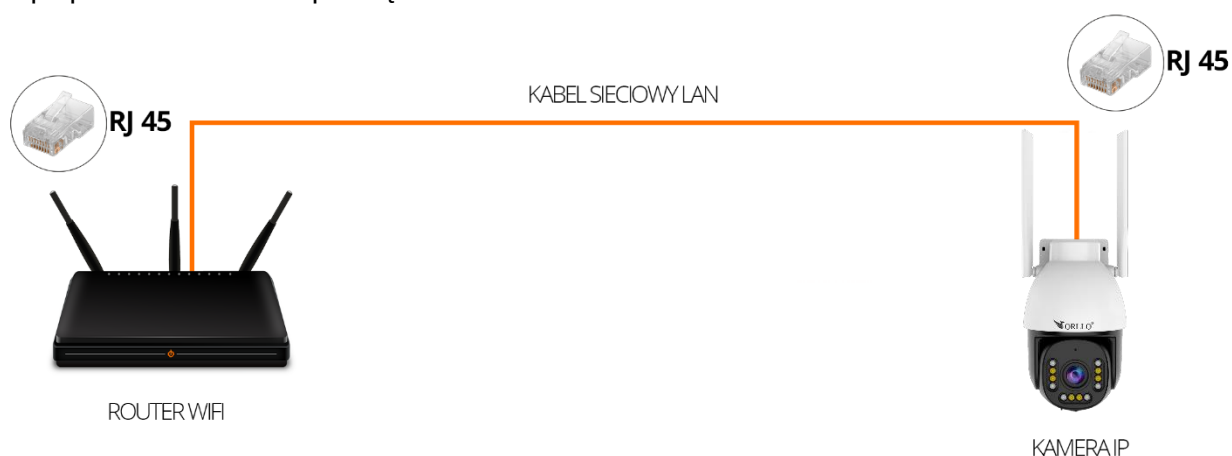 RJ 45
KABEL SIECIOWY LAN
RJ 45
ROUTER WIFI
KAMERA IP